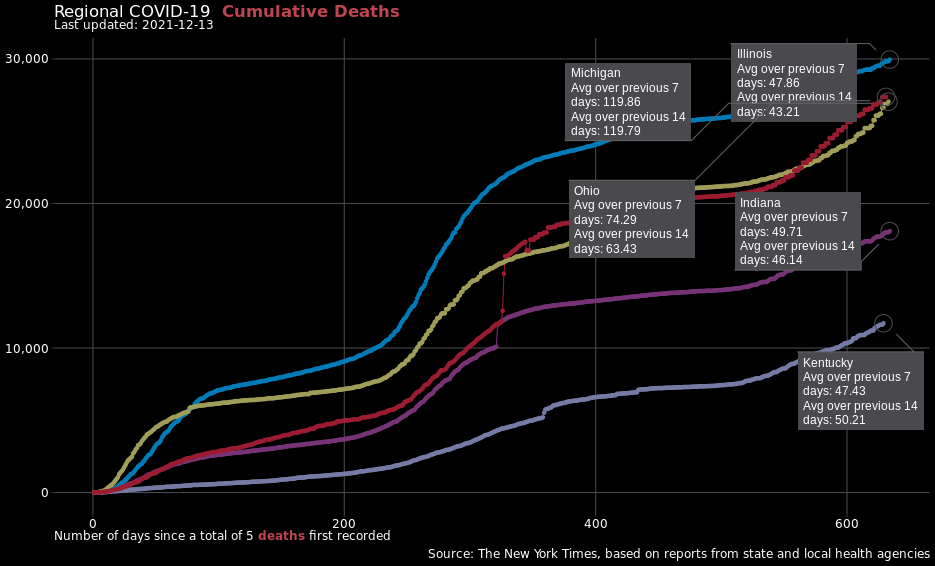 Regional COVID-19 Cumulative Deaths
Last updated: 2021-12-13
30,000
20,000
10,000
0
Illinois
Avg over previous 7
days: 47.86
Avg over previous 14
days: 43.21
Michigan
Avg over previous 7
days: 119.86
Avg over previous 14
days: 119.79
Ohio
Avg over previous 7
days: 74.29
Avg over previous 14
days: 63.43
Indiana
Avg over previous 7
days: 49.71
Avg over previous 14
days: 46.14
Kentucky
Avg over previous 7
days: 47.43
Avg over previous 14
days: 50.21
0
200
400
600
Number of days since a total of 5 deaths first recorded
Source: The New York Times, based on reports from state and local health agencies